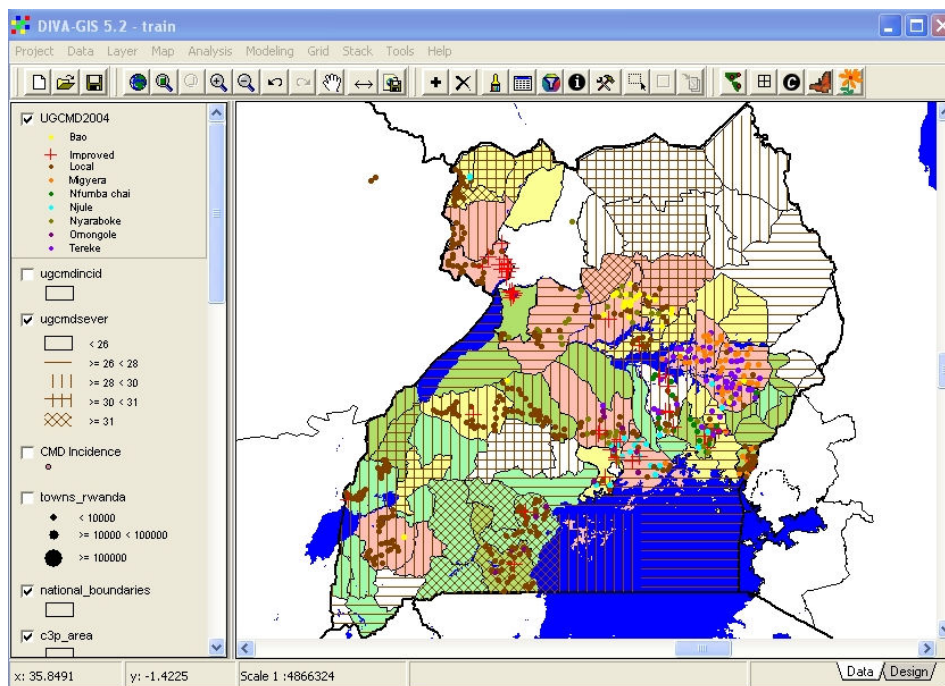 DIVA-GIS 5.2 - train
Project Data Layer Map Analysis Modeling Grid Stack Tools Help
UGCMD2004
Bao
Improved
Local
Migyera
Nfumba chai
Njule
Nyaraboke
Omongole
Tereke
ugcmdincid
ugcmdsever
< 26
>= 26 < 28
>= 28 < 30
>= 30 < 31
>= 31
CMD Incidence
towns_rwanda
< 10000
>= 10000 < 100000
>= 100000
national_boundaries
c3p_area
x: 35.8491 y: -1.4225 Scale 1 :4866324 Data Design